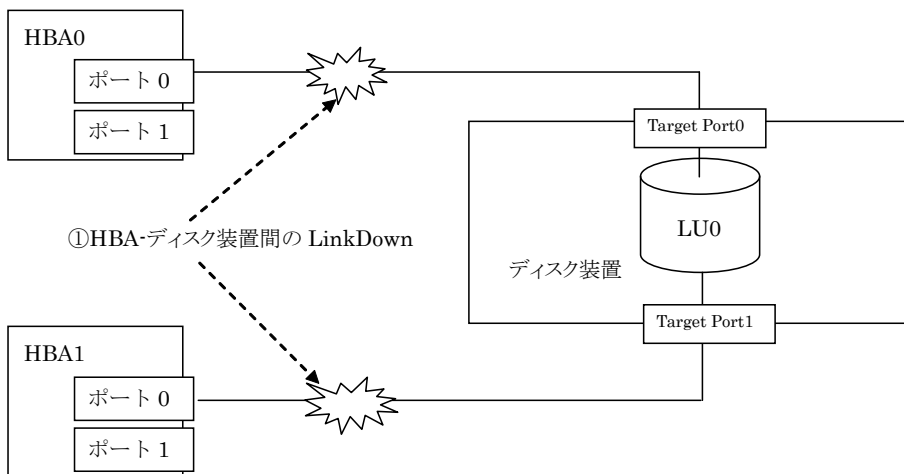 HBA0
ポート 0
ポート 1
Target Port0
LU0
①HBA-ディスク装置間の LinkDown
ディスク装置
Target Port1
HBA1
ポート 0
ポート 1